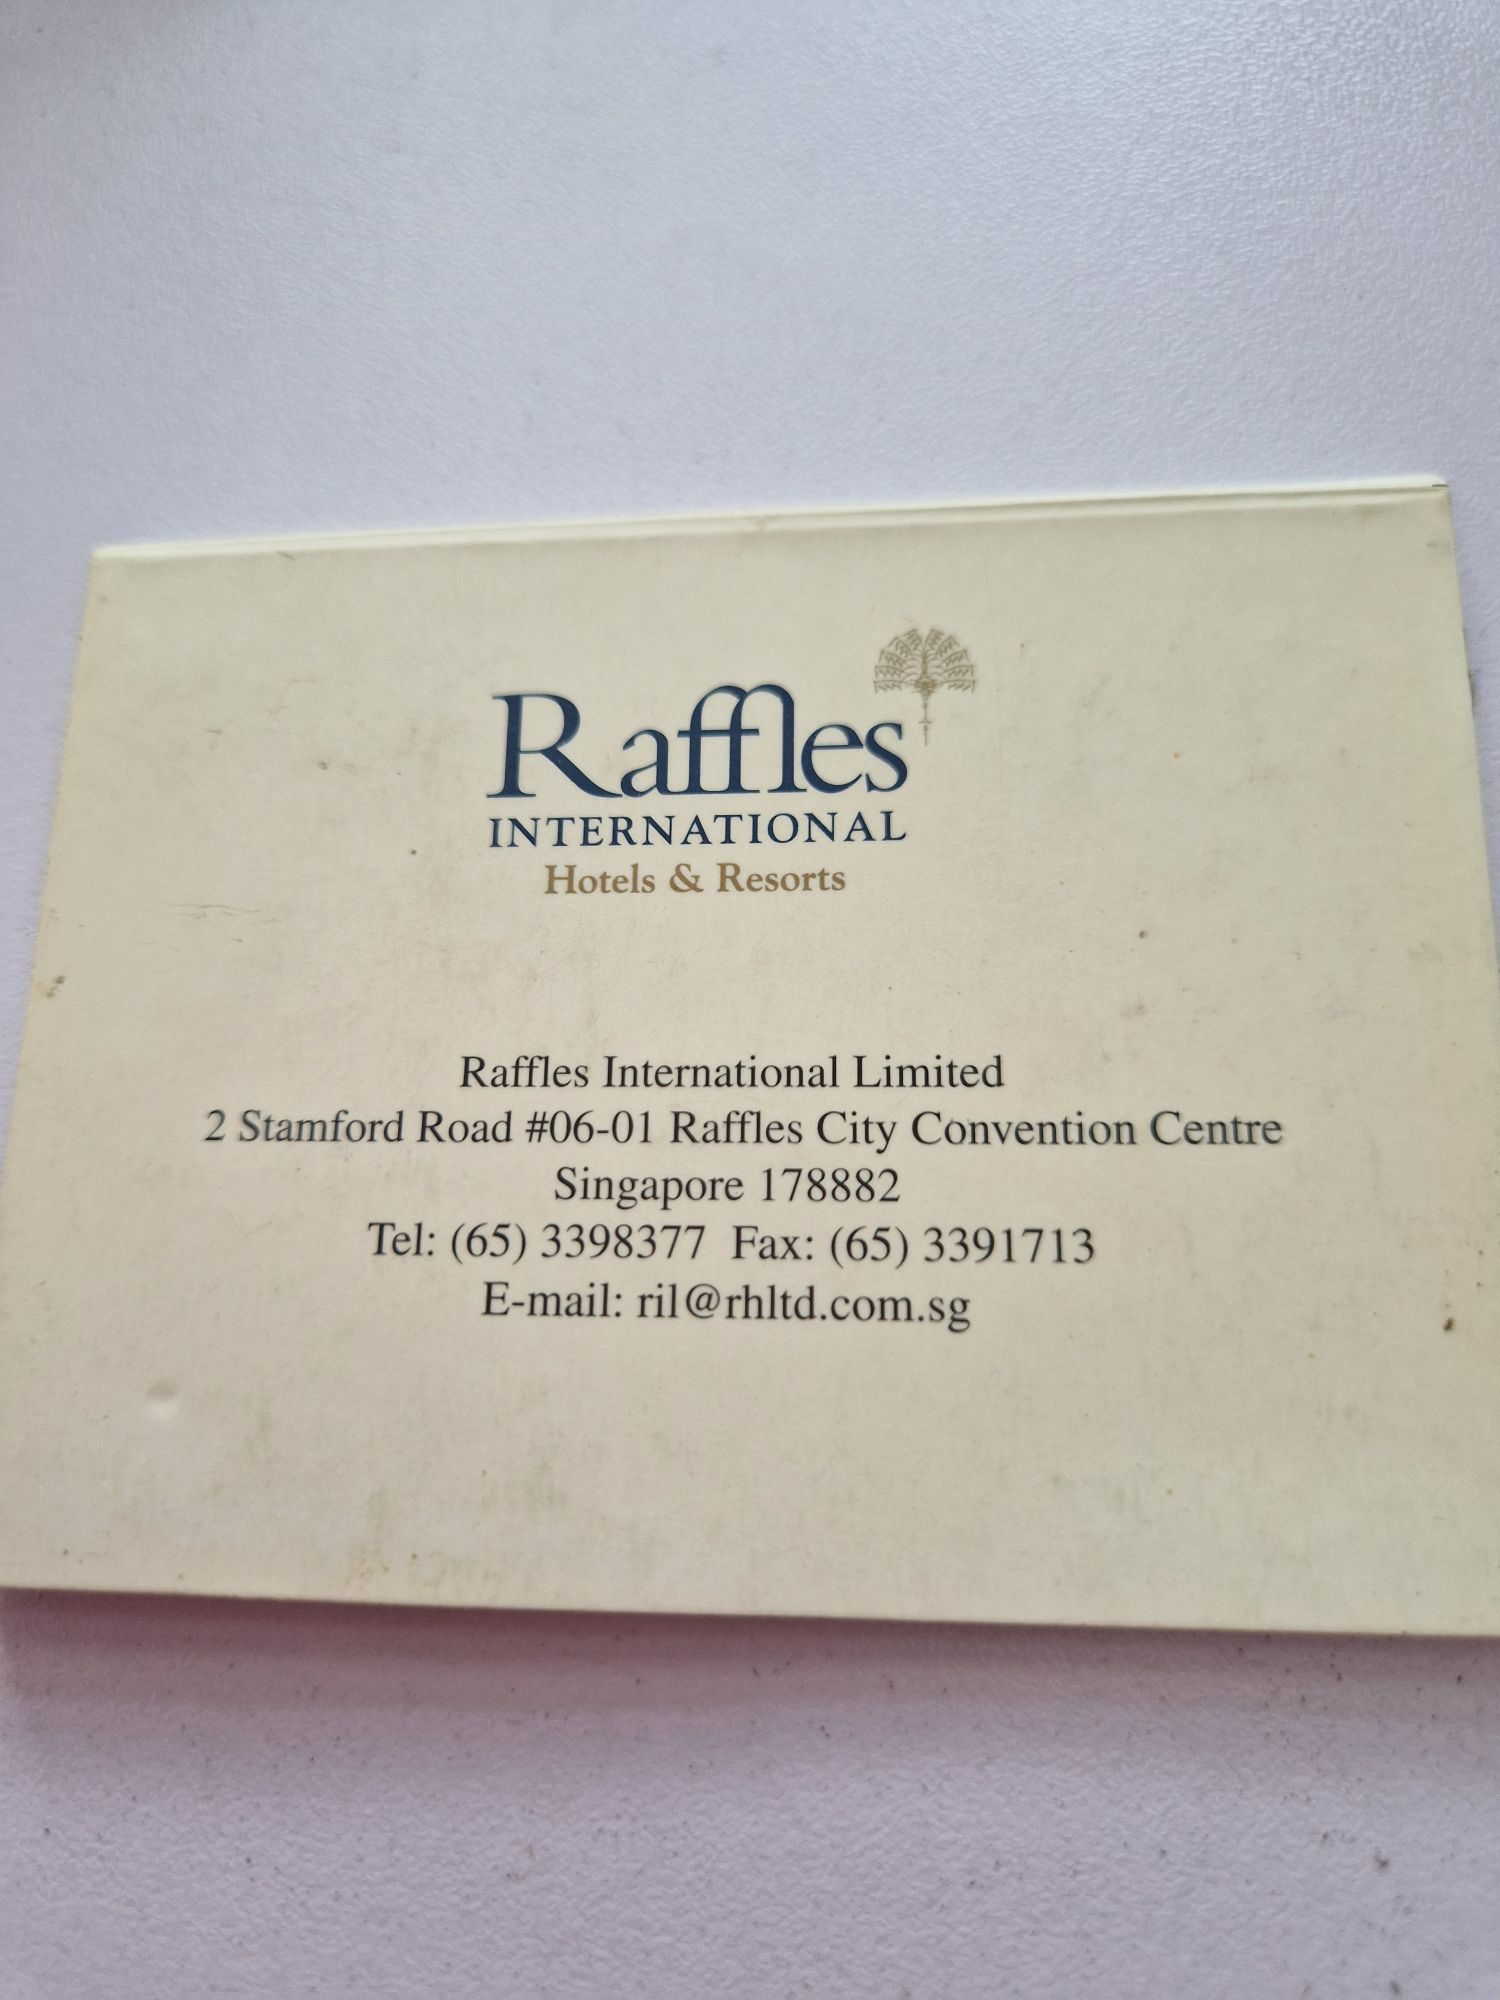 Raffles
INTERNATIONAL
Hotels & Resorts
Raffles International Limited
2 Stamford Road #06-01 Raffles City Convention Centre
Singapore 178882
Tel: (65) 3398377 Fax: (65) 3391713
E-mail: ril@rhltd.com.sg